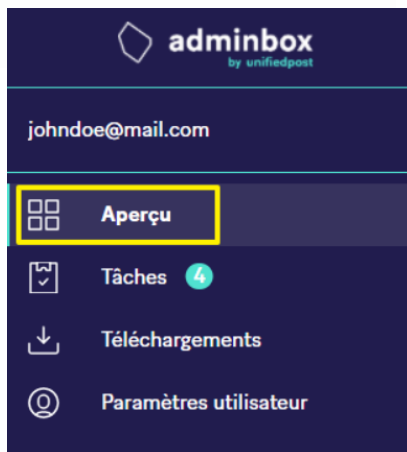 adminbox
by unifiedpost
johndoe@mail.com
Aperçu
Tâches 4
Téléchargements
Paramètres utilisateur